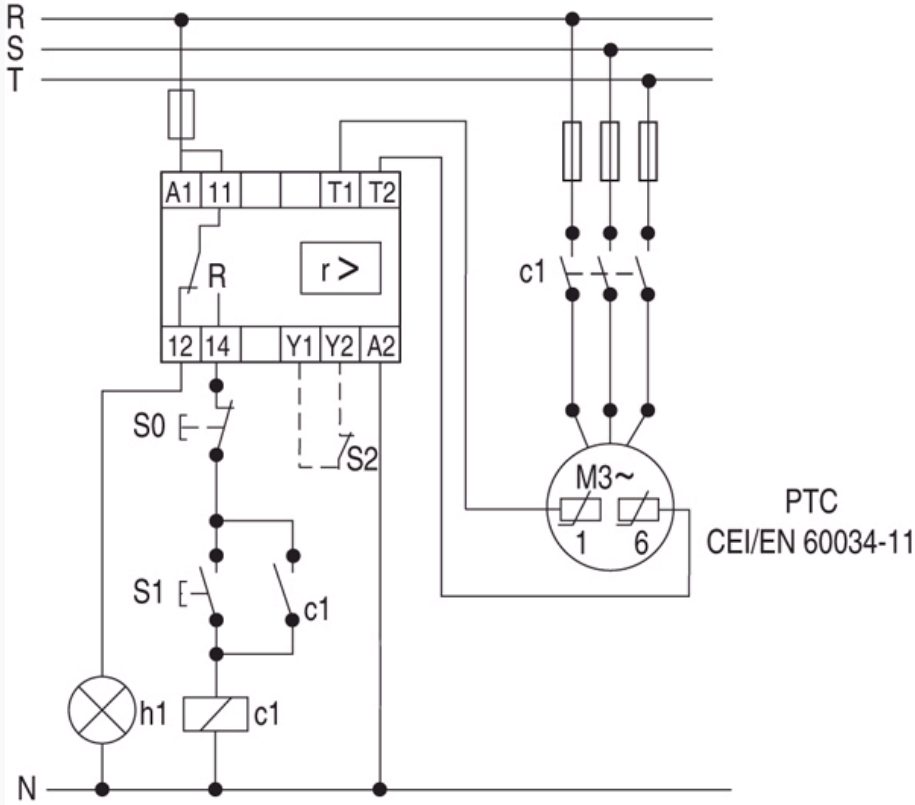 R
S
T
A1 11 T1 T2
R
r >
12 14 Y1 Y2 A2
c1
S0
S2
M3~
1 6
PTC
CEI/EN 60034-11
S1
c1
h1
c1
N